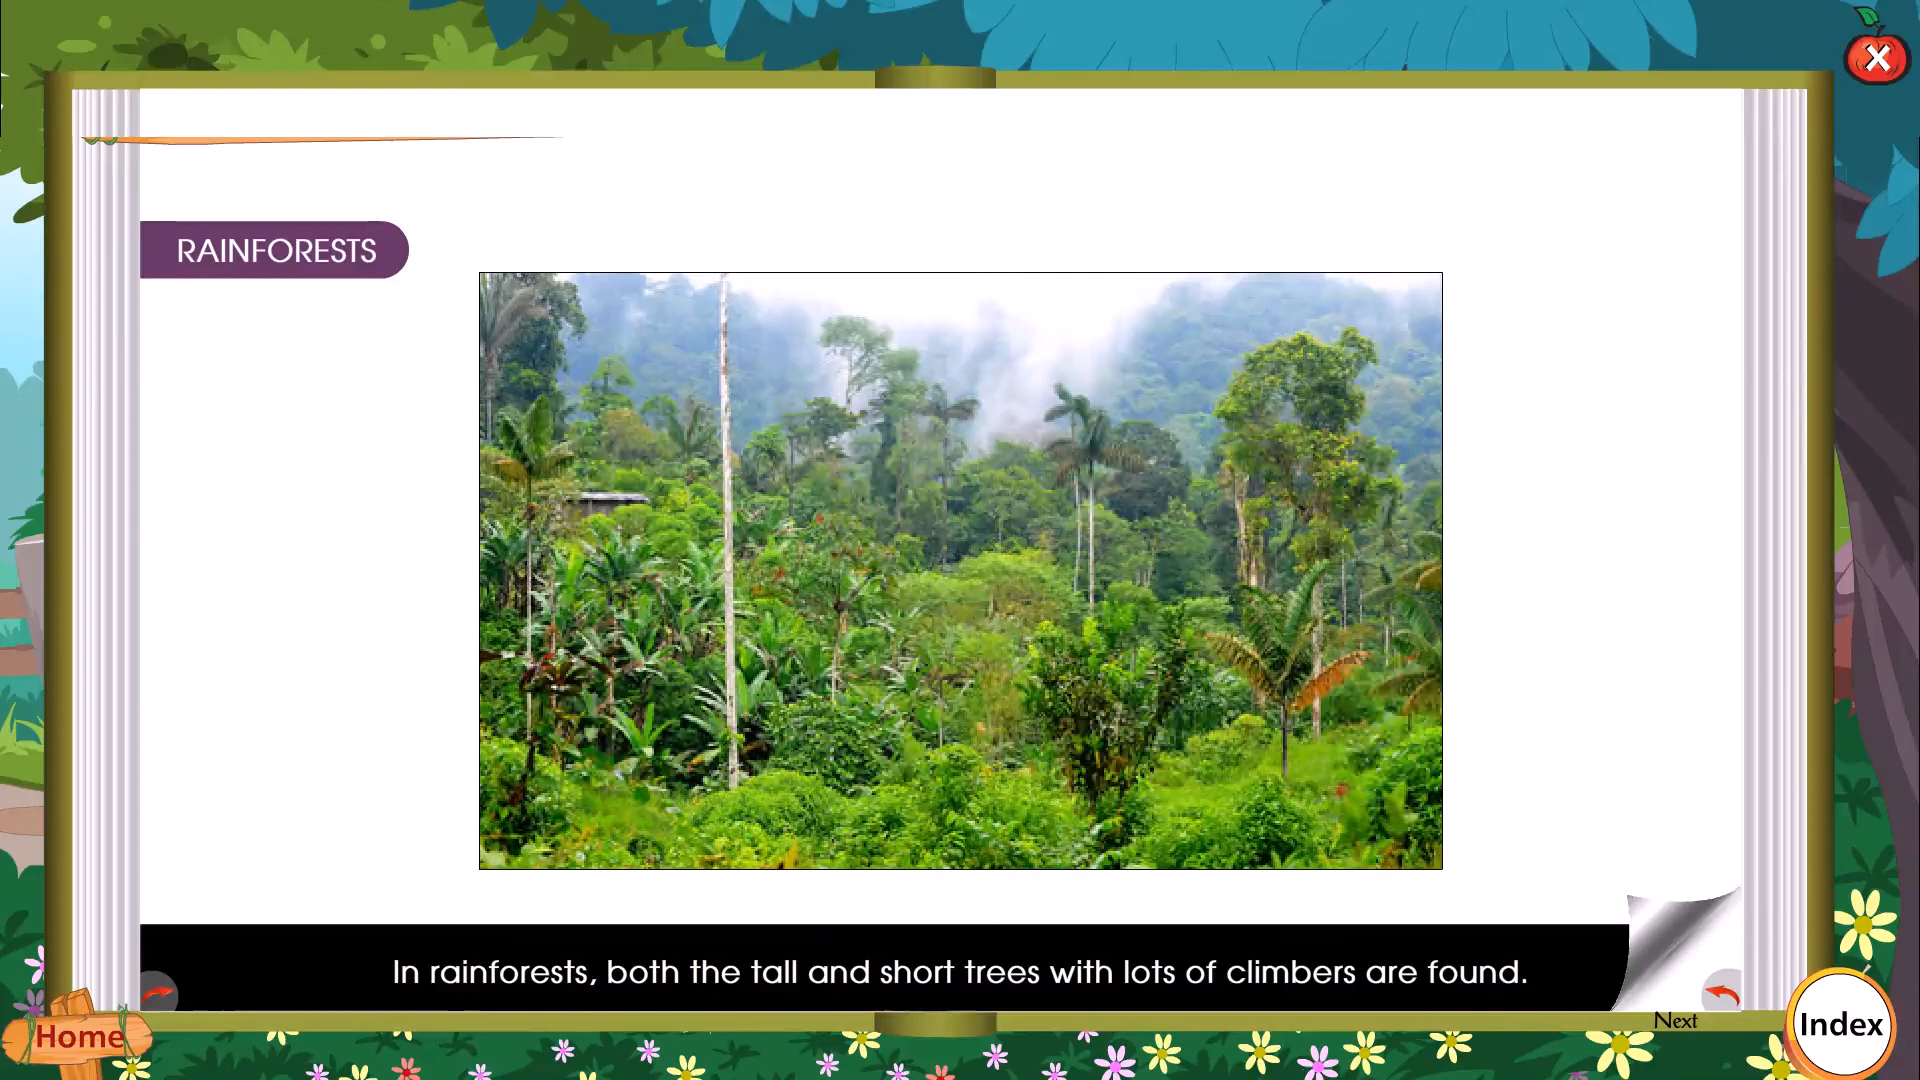 RAINFORESTS
In rainforests, both the tall and short trees with lots of climbers are found.
Next
Home
Index